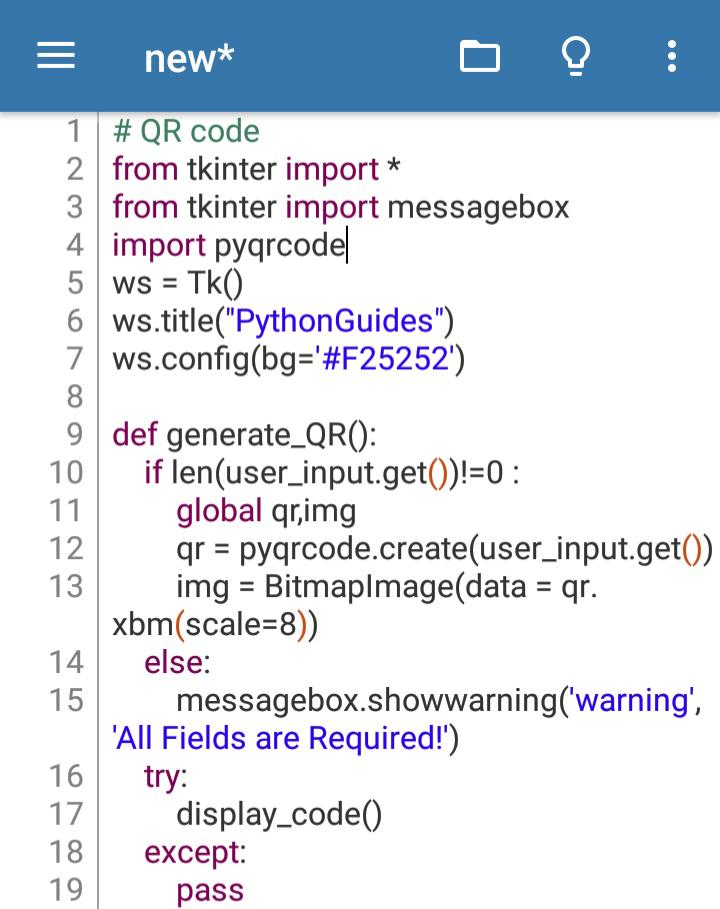 new*
1 # QR code
2 from tkinter import *
3 from tkinter import messagebox
4 import pyqrcode
5 ws = Tk()
6 ws.title("PythonGuides")
7 ws.config(bg='#F25252')
8
9 def generate_QR():
10     if len(user_input.get())!=0 :
11         global qr,img
12         qr = pyqrcode.create(user_input.get())
13         img = BitmapImage(data = qr.
xbm(scale=8))
14     else:
15         messagebox.showwarning('warning',
'All Fields are Required!')
16     try:
17         display_code()
18     except:
19         pass